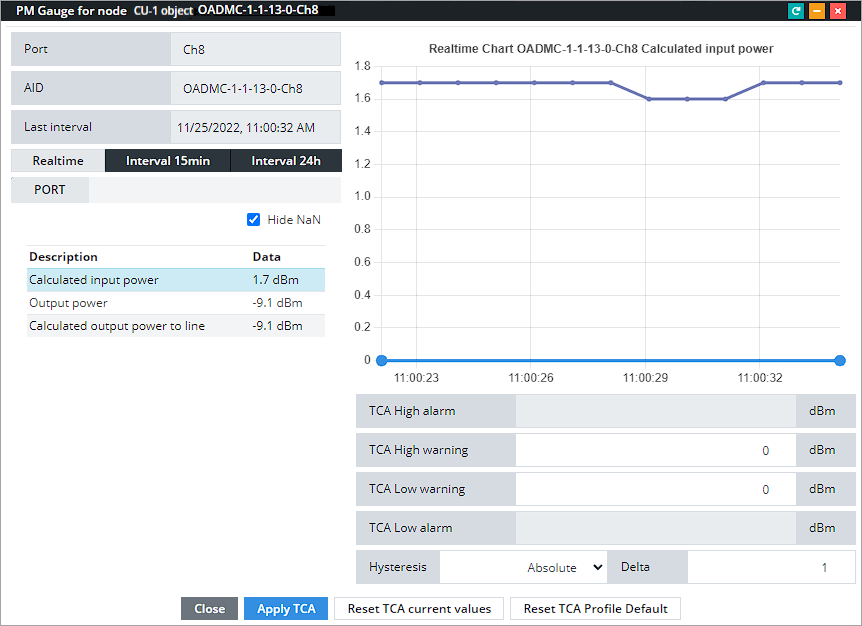 PM Gauge for node CU-1 object OADMC-1-1-13-0-Ch8
Port Ch8
AID OADMC-1-1-13-0-Ch8
Last interval 11/25/2022, 11:00:32 AM
Realtime Interval 15min Interval 24h
PORT
Hide NaN
Description Data
Calculated input power 1.7 dBm
Output power -9.1 dBm
Calculated output power to line -9.1 dBm
Realtime Chart OADMC-1-1-13-0-Ch8 Calculated input power
1.8
1.6
1.4
1.2
1.0
0.8
0.6
0.4
0.2
0
11:00:23 11:00:26 11:00:29 11:00:32
TCA High alarm dBm
TCA High warning 0 dBm
TCA Low warning 0 dBm
TCA Low alarm dBm
Hysteresis Absolute Delta 1
Close Apply TCA Reset TCA current values Reset TCA Profile Default